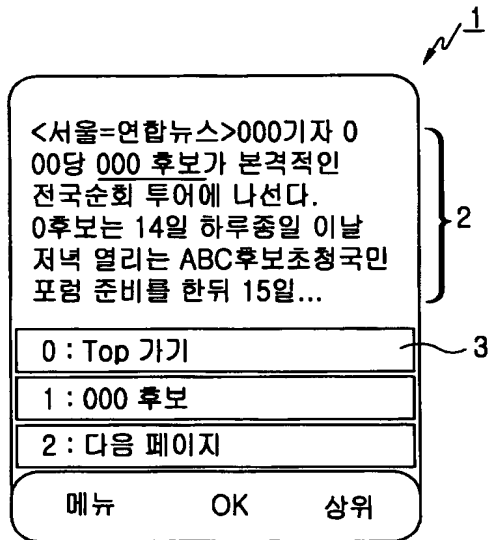 1
<서울=연합뉴스>000기자 0
00당 000 후보가 본격적인
전국순회 투어에 나선다.
0후보는 14일 하루종일 이날
저녁 열리는 ABC후보초청국민
포럼 준비를 한뒤 15일...
2
0 : Top 가기
3
1 : 000 후보
2 : 다음 페이지
메뉴 OK 상위